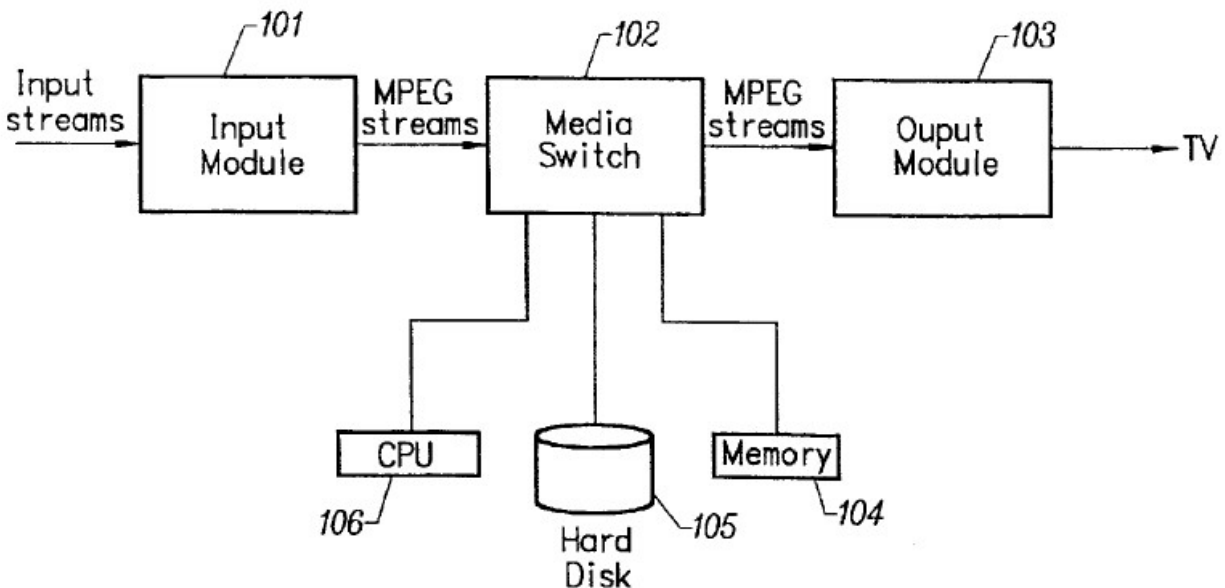 101
102
103
Input
streams
Input
Module
MPEG
streams
Media
Switch
MPEG
streams
Ouput
Module
TV
CPU
Memory
106
105
104
Hard
Disk